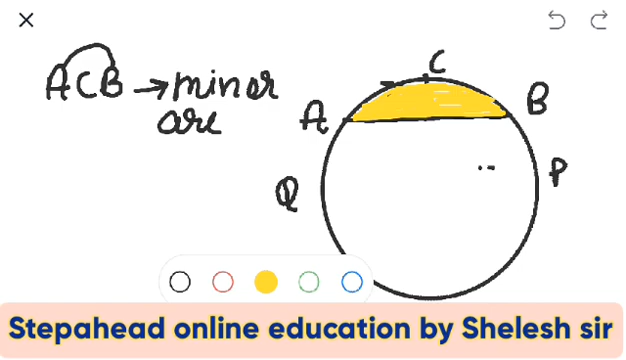 ACB → minor
arc
C
A
B
Q
P
Stepahead online education by Shelesh sir